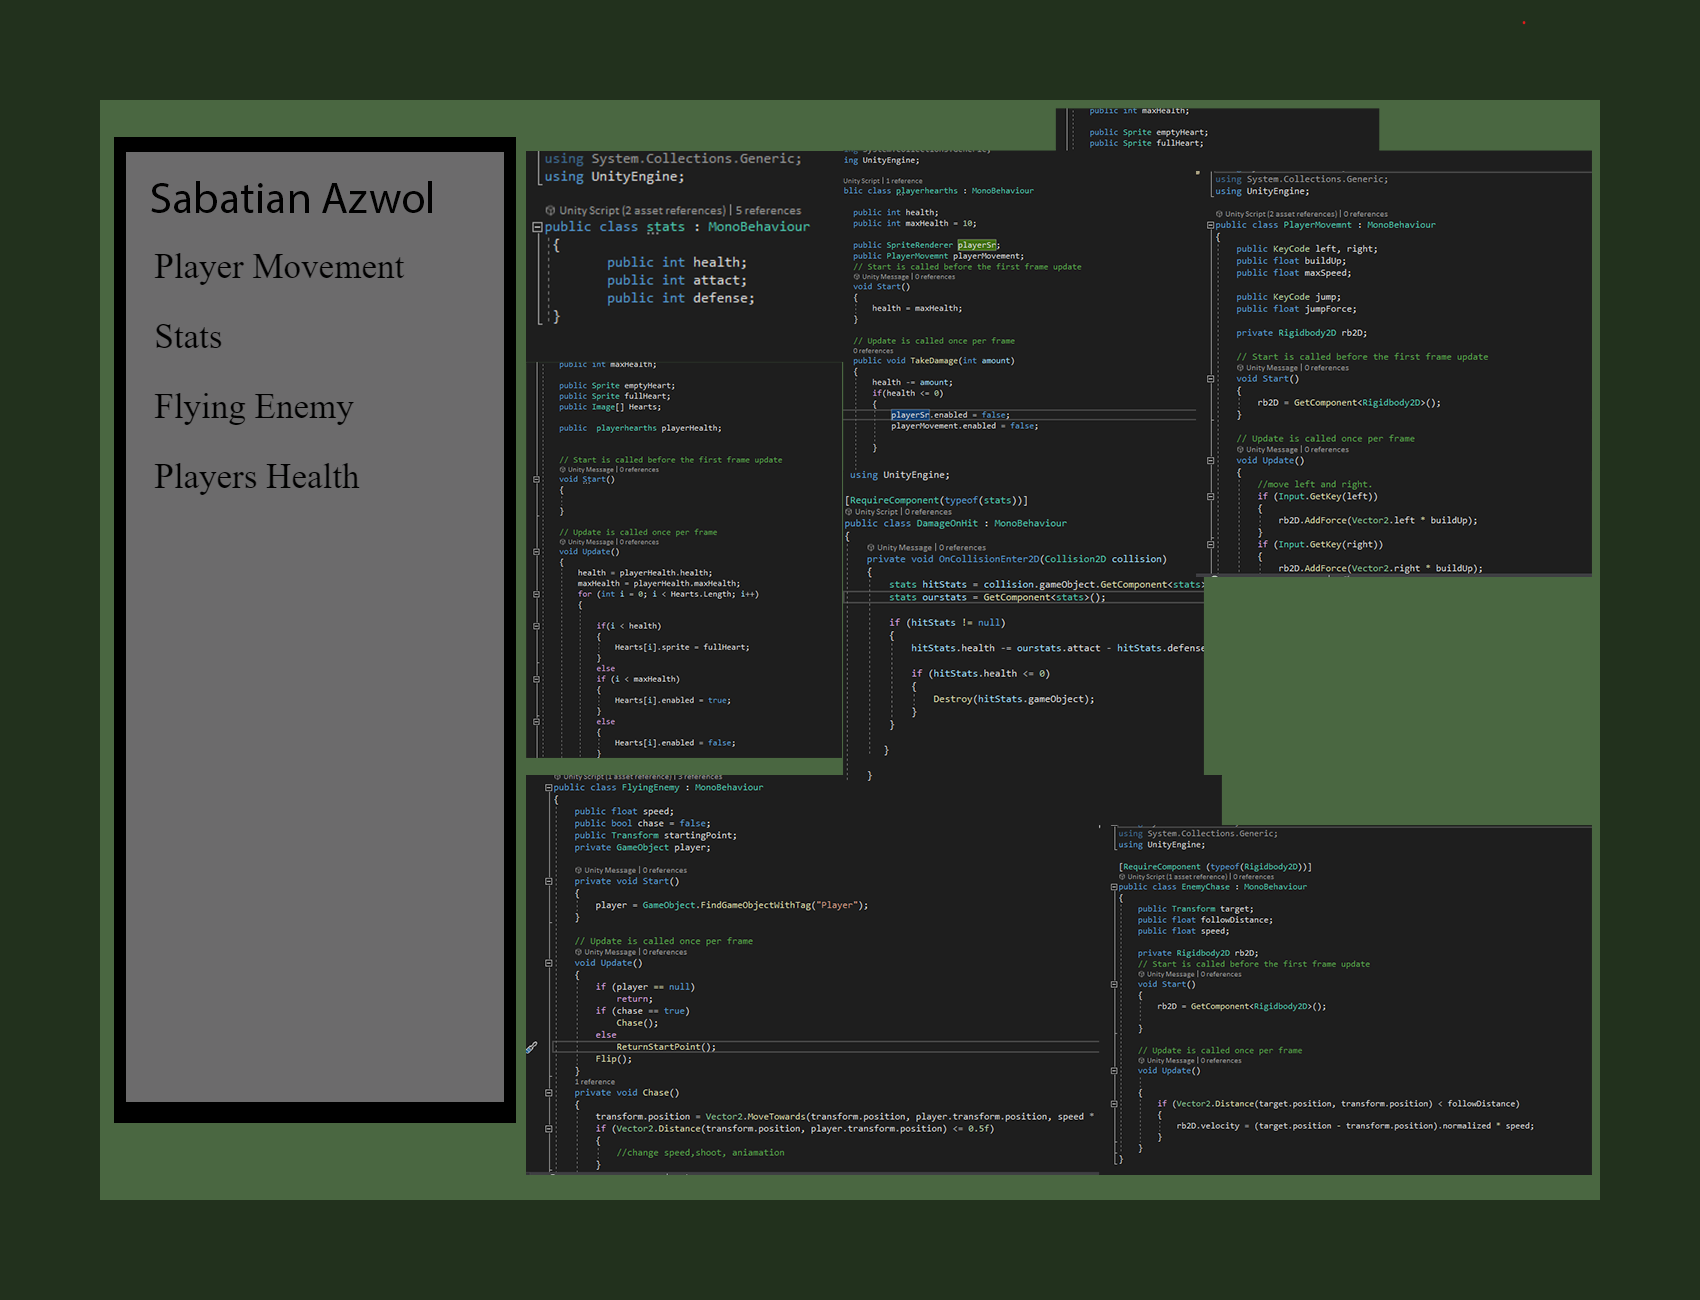 Sabatian Azwol
Player Movement
Stats
Flying Enemy
Players Health
using System.Collections.Generic;
using UnityEngine;
Unity Script (2 asset references) | 5 references
public class stats : MonoBehaviour
{
public int health;
public int attact;
public int defense;
}
public int maxHealth;
public Sprite emptyHeart;
public Sprite fullHeart;
public Image[] Hearts;
public playerhearths playerHealth;
// Start is called before the first frame update
Unity Message | 0 references
void Start()
{
}
// Update is called once per frame
Unity Message | 0 references
void Update()
{
health = playerHealth.health;
maxHealth = playerHealth.maxHealth;
for (int i = 0; i < Hearts.Length; i++)
{
if(i < health)
{
Hearts[i].sprite = fullHeart;
}
else
if (i < maxHealth)
{
Hearts[i].enabled = true;
}
else
{
Hearts[i].enabled = false;
}
ing UnityEngine;
Unity Script | 1 reference
blic class playerhearths : MonoBehaviour
public int health;
public int maxHealth = 10;
public SpriteRenderer playerSr;
public PlayerMovemnt playerMovement;
// Start is called before the first frame update
Unity Message | 0 references
void Start()
{
health = maxHealth;
}
// Update is called once per frame
0 references
public void TakeDamage(int amount)
{
health -= amount;
if(health <= 0)
{
playerSr.enabled = false;
playerMovement.enabled = false;
}
using UnityEngine;
[RequireComponent(typeof(stats))]
Unity Script | 0 references
public class DamageOnHit : MonoBehaviour
{
Unity Message | 0 references
private void OnCollisionEnter2D(Collision2D collision)
{
stats hitStats = collision.gameObject.GetComponent<stats>
stats ourstats = GetComponent<stats>();
if (hitStats != null)
{
hitStats.health -= ourstats.attact - hitStats.defense
if (hitStats.health <= 0)
{
Destroy(hitStats.gameObject);
}
}
}
}
public int maxHealth;
public Sprite emptyHeart;
public Sprite fullHeart;
using System.Collections.Generic;
using UnityEngine;
Unity Script (2 asset references) | 0 references
public class PlayerMovemnt : MonoBehaviour
{
public KeyCode left, right;
public float buildUp;
public float maxSpeed;
public KeyCode jump;
public float jumpForce;
private Rigidbody2D rb2D;
// Start is called before the first frame update
Unity Message | 0 references
void Start()
{
rb2D = GetComponent<Rigidbody2D>();
}
// Update is called once per frame
Unity Message | 0 references
void Update()
{
//move left and right.
if (Input.GetKey(left))
{
rb2D.AddForce(Vector2.left * buildUp);
}
if (Input.GetKey(right))
{
rb2D.AddForce(Vector2.right * buildUp);
Unity Script (1 asset reference) | 3 references
public class FlyingEnemy : MonoBehaviour
{
public float speed;
public bool chase = false;
public Transform startingPoint;
private GameObject player;
Unity Message | 0 references
private void Start()
{
player = GameObject.FindGameObjectWithTag("Player");
}
// Update is called once per frame
Unity Message | 0 references
void Update()
{
if (player == null)
return;
if (chase == true)
Chase();
else
ReturnStartPoint();
Flip();
}
1 reference
private void Chase()
{
transform.position = Vector2.MoveTowards(transform.position, player.transform.position, speed *
if (Vector2.Distance(transform.position, player.transform.position) <= 0.5f)
{
//change speed,shoot, aniamation
}
using System.Collections.Generic;
using UnityEngine;
[RequireComponent (typeof(Rigidbody2D))]
Unity Script (1 asset reference) | 0 references
public class EnemyChase : MonoBehaviour
{
public Transform target;
public float followDistance;
public float speed;
private Rigidbody2D rb2D;
// Start is called before the first frame update
Unity Message | 0 references
void Start()
{
rb2D = GetComponent<Rigidbody2D>();
}
// Update is called once per frame
Unity Message | 0 references
void Update()
{
if (Vector2.Distance(target.position, transform.position) < followDistance)
{
rb2D.velocity = (target.position - transform.position).normalized * speed;
}
}
}